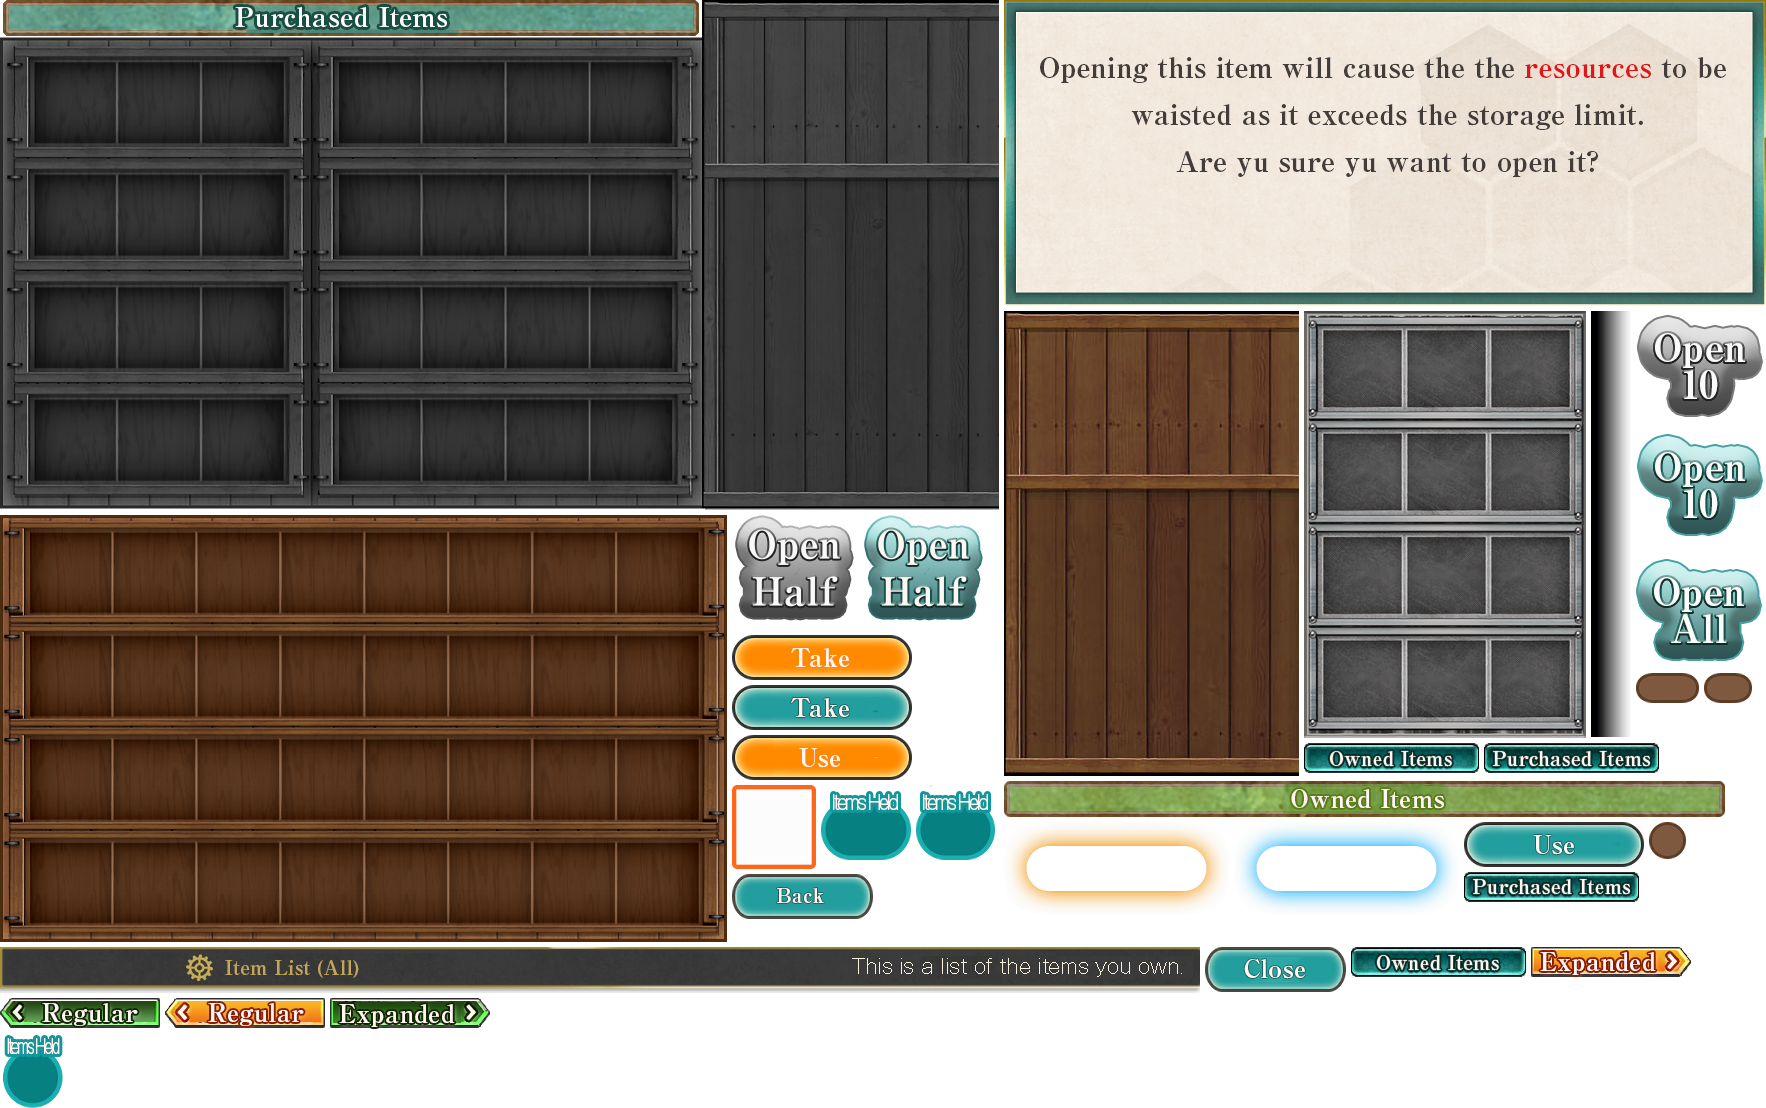 Purchased Items
Opening this item will cause the the resources to be
waisted as it exceeds the storage limit.
Are yu sure yu want to open it?
Open
10
Open
10
Open
All
Open
Half
Open
Half
Take
Take
Use
Items Held
Items Held
Back
Owned Items
Purchased Items
Owned Items
Use
Purchased Items
Item List (All)
This is a list of the items you own.
Close
Owned Items
Expanded
Regular
Regular
Expanded
Items Held